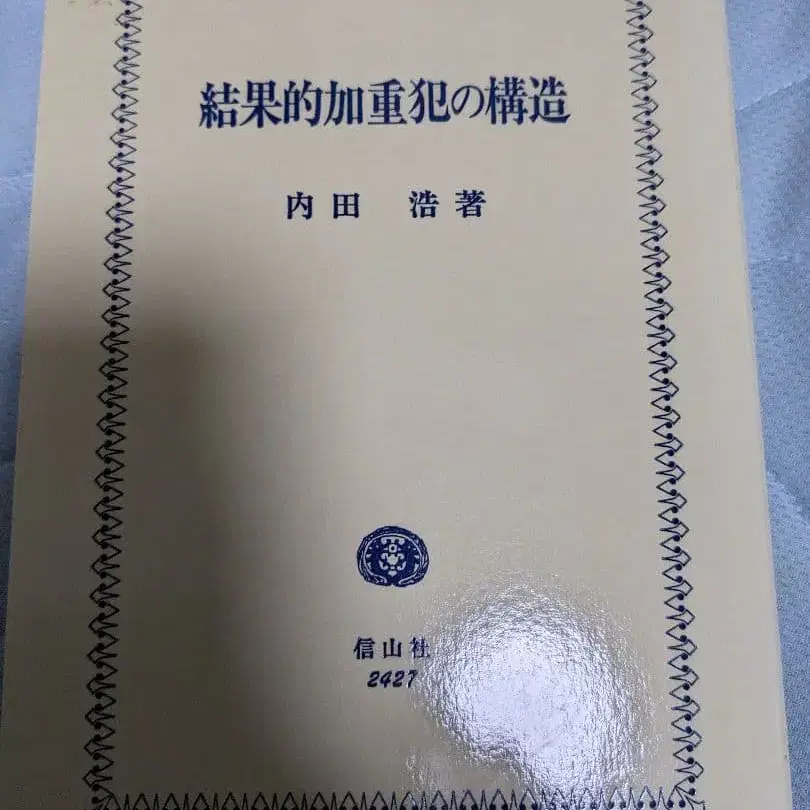 結果的加重犯の構造
内田 浩 著
信山社
2427